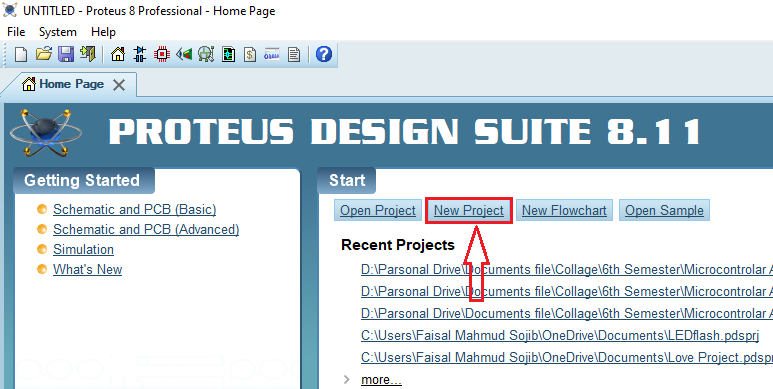 UNTITLED - Proteus 8 Professional - Home Page
File System Help
Home Page
PROTEUS DESIGN SUITE 8.11
Getting Started
Schematic and PCB (Basic)
Schematic and PCB (Advanced)
Simulation
What's New
Start
Open Project New Project New Flowchart Open Sample
Recent Projects
D:\Parsonal Drive\Documents file\Collage\6th Semester\Microcontrolar A
D:\Parsonal Drive\Documents file\Collage\6th Semester\Microcontrolar A
D:\Parsonal Drive\Documents file\Collage\6th Semester\Microcontrolar A
C:\Users\Faisal Mahmud Sojib\OneDrive\Documents\LEDflash.pdsprj
C:\Users\Faisal Mahmud Sojib\OneDrive\Documents\Love Project.pdspr
more...